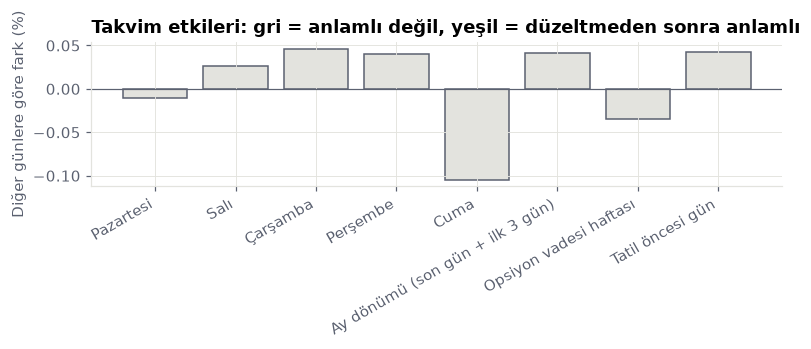 Takvim etkileri: gri = anlamlı değil, yeşil = düzeltmeden sonra anlamlı
Diğer günlere göre fark (%)
0.05
0.00
−0.05
−0.10
Pazartesi
Salı
Çarşamba
Perşembe
Cuma
Ay dönümü (son gün + ilk 3 gün)
Opsiyon vadesi haftası
Tatil öncesi gün